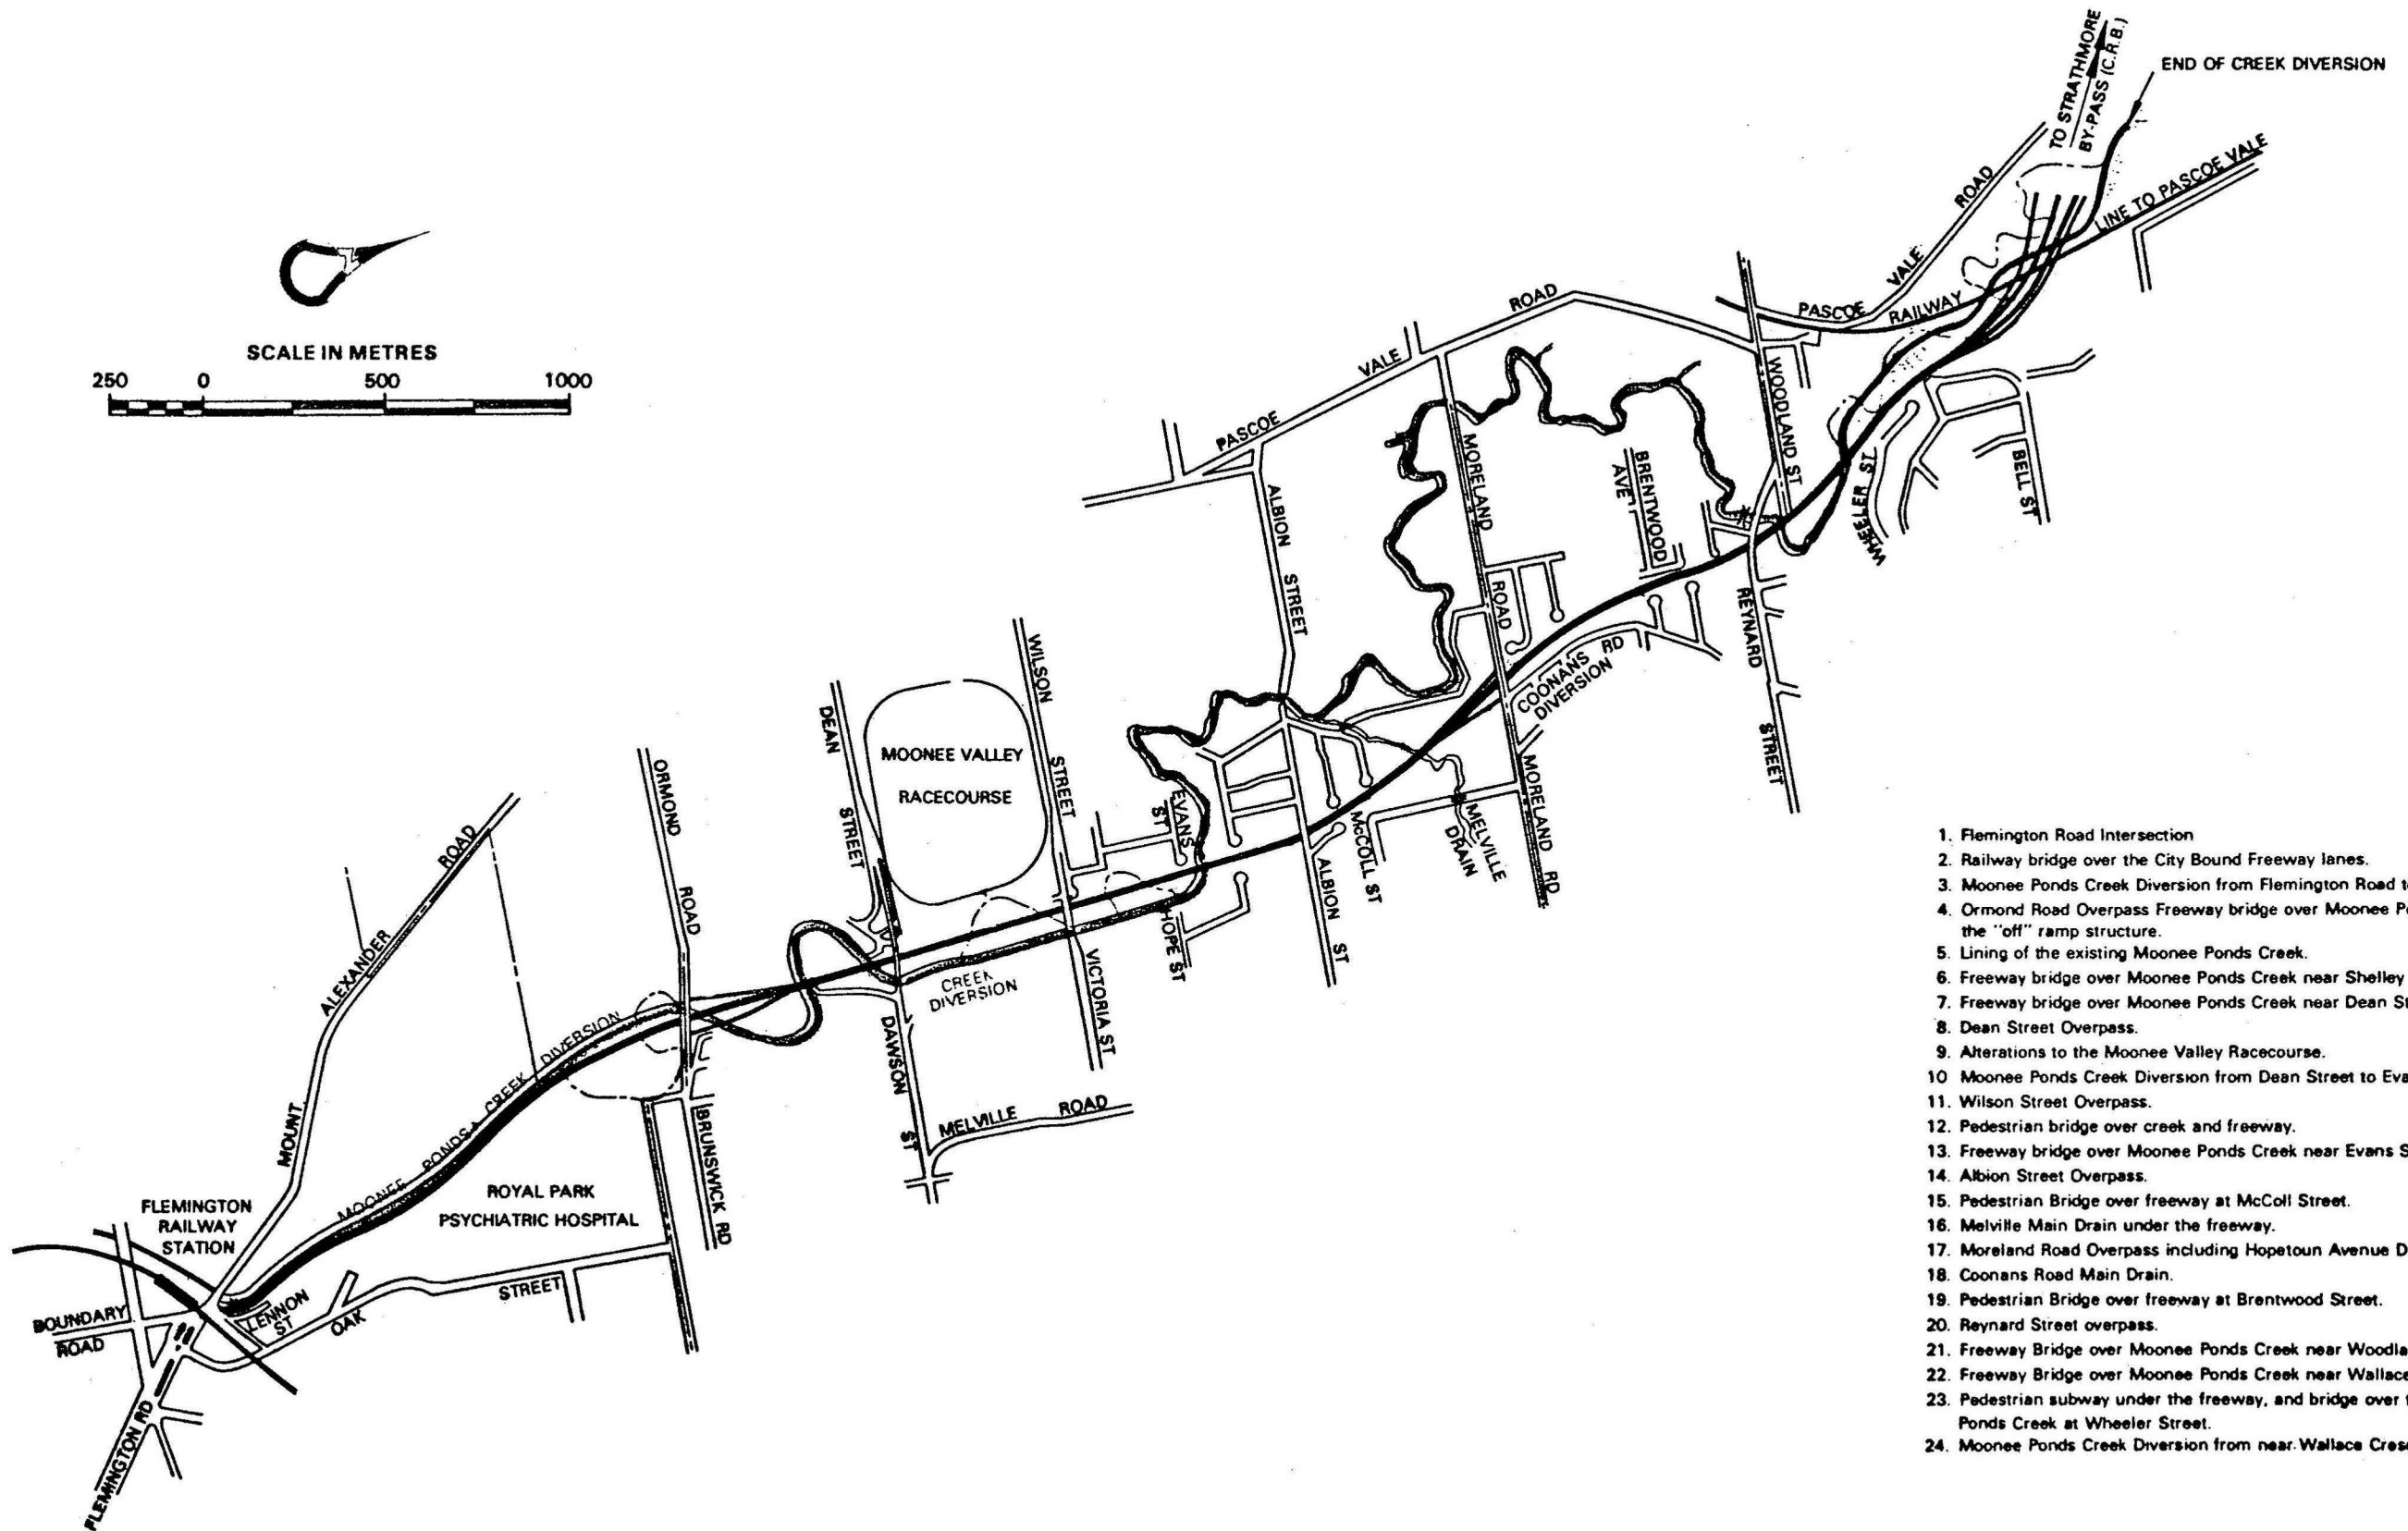 TO STRATHMORE
BY-PASS (C.R.B.)
END OF CREEK DIVERSION
LINE TO PASCOE VALE
PASCOE VALE ROAD
RAILWAY
SCALE IN METRES
250 0 500 1000
PASCOE VALE ROAD
WOODLAND ST
WHEELER ST.
BELL ST
BRENTWOOD
AVE
MORELAND ROAD
ALBION STREET
REYNARD STREET
COONANS RD
DIVERSION
MORELAND RD
WILSON STREET
DEAN STREET
MOONEE VALLEY
RACECOURSE
EVANS
ST
McCOLL ST
MELVILLE
DRAIN
ALBION ST
HOPE ST
VICTORIA ST
CREEK
DIVERSION
ORMOND ROAD
DAWSON ST
MELVILLE ROAD
MOUNT ALEXANDER ROAD
MOONEE PONDS CREEK DIVERSION
BRUNSWICK RD
ROYAL PARK
PSYCHIATRIC HOSPITAL
FLEMINGTON
RAILWAY
STATION
BOUNDARY
ROAD
LENNON
ST
OAK STREET
FLEMINGTON RD
1. Flemington Road Intersection
2. Railway bridge over the City Bound Freeway lanes.
3. Moonee Ponds Creek Diversion from Flemington Road
4. Ormond Road Overpass Freeway bridge over Moonee
the "off" ramp structure.
5. Lining of the existing Moonee Ponds Creek.
6. Freeway bridge over Moonee Ponds Creek near Shelley
7. Freeway bridge over Moonee Ponds Creek near Dean
8. Dean Street Overpass.
9. Alterations to the Moonee Valley Racecourse.
10 Moonee Ponds Creek Diversion from Dean Street to
11. Wilson Street Overpass.
12. Pedestrian bridge over creek and freeway.
13. Freeway bridge over Moonee Ponds Creek near Evans
14. Albion Street Overpass.
15. Pedestrian Bridge over freeway at McColl Street.
16. Melville Main Drain under the freeway.
17. Moreland Road Overpass including Hopetoun Avenue
18. Coonans Road Main Drain.
19. Pedestrian Bridge over freeway at Brentwood Street.
20. Reynard Street overpass.
21. Freeway Bridge over Moonee Ponds Creek near
22. Freeway Bridge over Moonee Ponds Creek near Wallace
23. Pedestrian subway under the freeway, and bridge over
Ponds Creek at Wheeler Street.
24. Moonee Ponds Creek Diversion from near Wallace